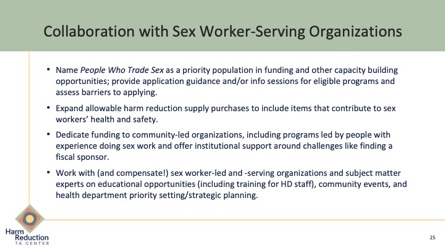 Collaboration with Sex Worker-Serving Organizations
• Name People Who Trade Sex as a priority population in funding and other capacity building
opportunities; provide application guidance and/or info sessions for eligible programs and
assess barriers to applying.
• Expand allowable harm reduction supply purchases to include items that contribute to sex
workers’ health and safety.
• Dedicate funding to community-led organizations, including programs led by people with
experience doing sex work and offer institutional support around challenges like finding a
fiscal sponsor.
• Work with (and compensate!) sex worker-led and -serving organizations and subject matter
experts on educational opportunities (including training for HD staff), community events, and
health department priority setting/strategic planning.
Harm
Reduction
TA CENTER
25